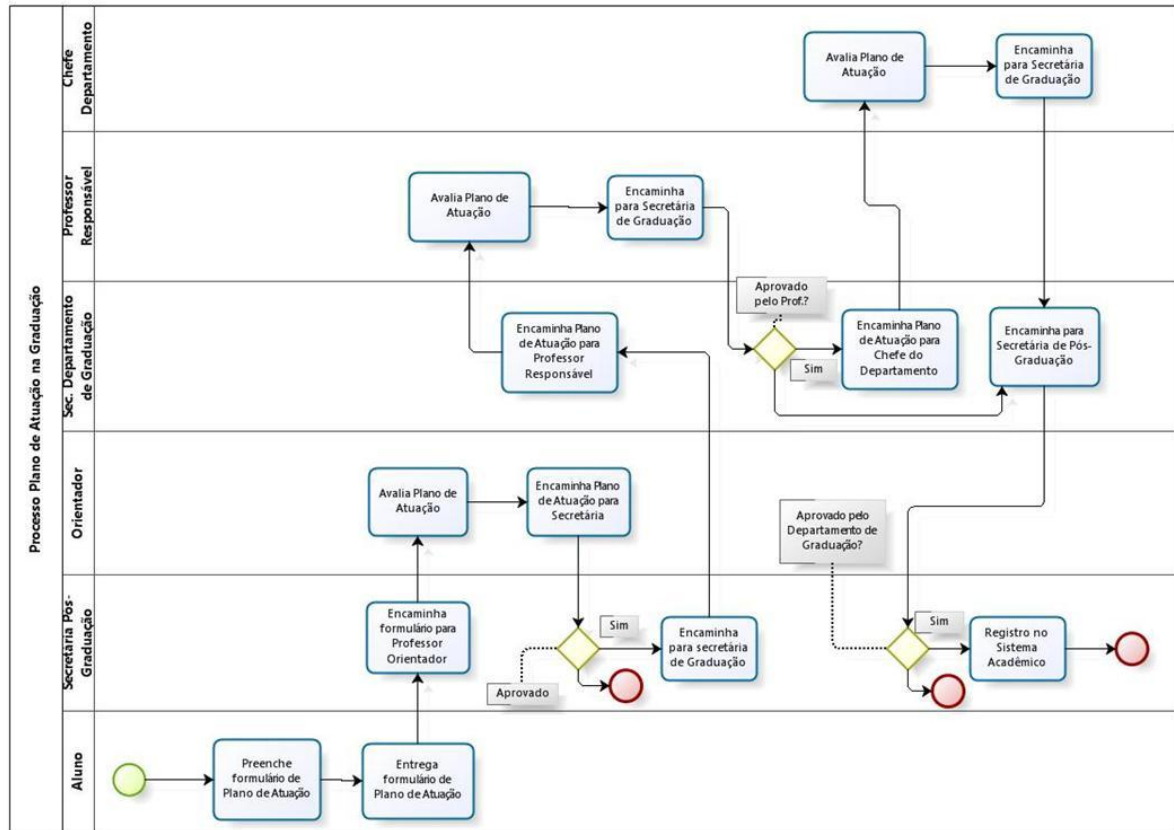 Processo Plano de Atuação na Graduação
Chefe
Departamento
Avalia Plano de
Atuação
Encaminha
para Secretária
de Graduação
Professor
Responsável
Avalia Plano de
Atuação
Encaminha
para Secretária
de Graduação
Sec. Departamento
de Graduação
Encaminha Plano
de Atuação para
Professor
Responsável
Aprovado
pelo Prof.?
Sim
Encaminha Plano
de Atuação para
Chefe do
Departamento
Encaminha para
Secretária de Pós-
Graduação
Orientador
Avalia Plano de
Atuação
Encaminha Plano
de Atuação para
Secretária
Aprovado pelo
Departamento de
Graduação?
Secretária Pós-
Graduação
Encaminha
formulário para
Professor
Orientador
Aprovado
Sim
Encaminha
para secretária
de Graduação
Sim
Registro no
Sistema
Acadêmico
Aluno
Preenche
formulário de
Plano de Atuação
Entrega
formulário de
Plano de Atuação